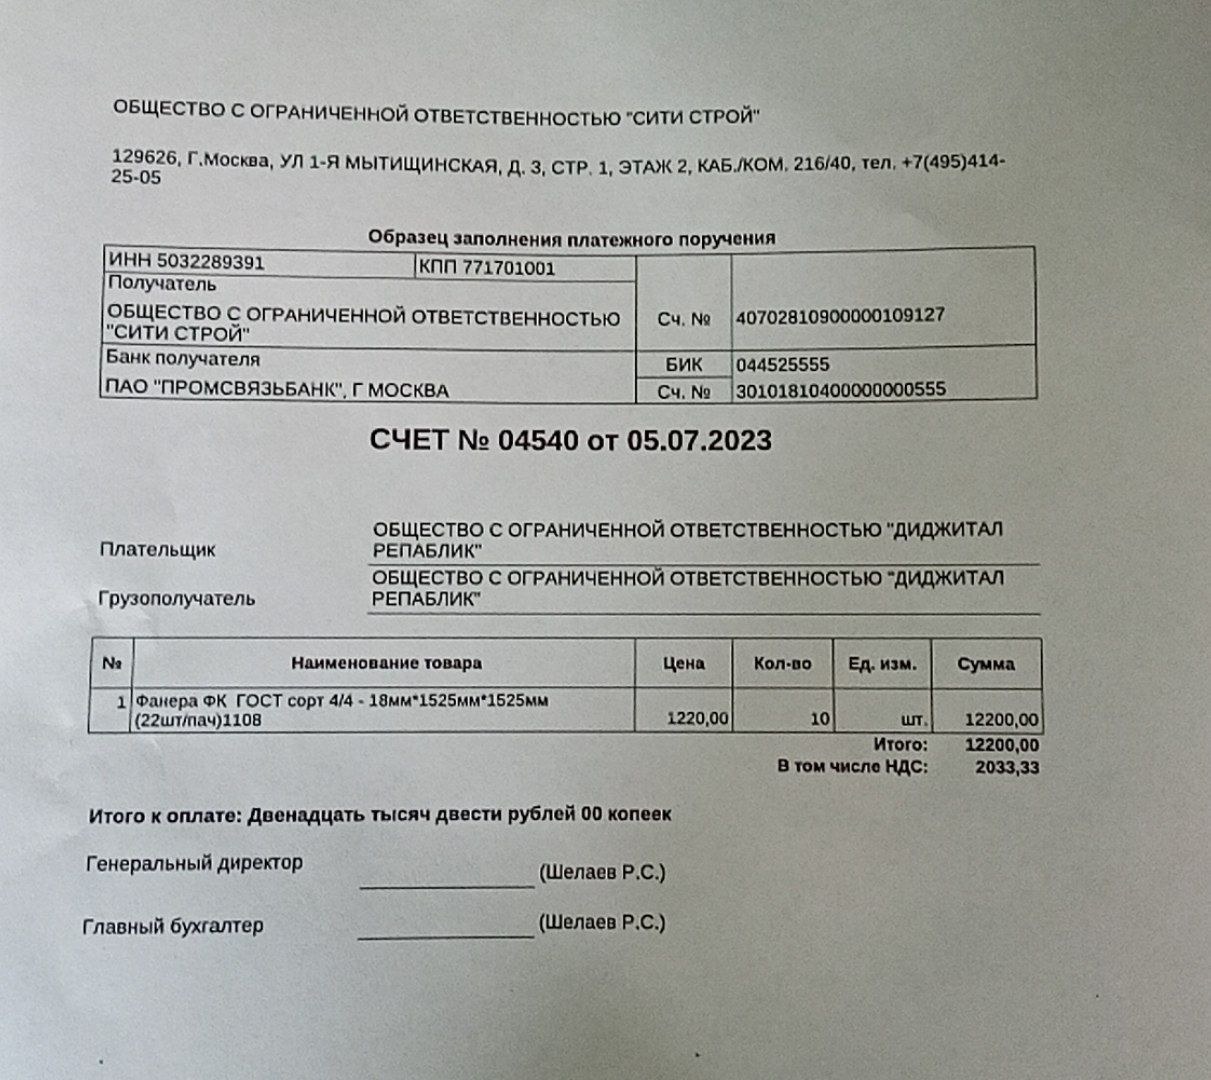 ОБЩЕСТВО С ОГРАНИЧЕННОЙ ОТВЕТСТВЕННОСТЬЮ "СИТИ СТРОЙ"
129626, Г.Москва, УЛ 1-Я МЫТИЩИНСКАЯ, Д. 3, СТР. 1, ЭТАЖ 2, КАБ./КОМ. 216/40, тел. +7(495)414-
25-05
Образец заполнения платежного поручения
ИНН 5032289391 КПП 771701001
Получатель
ОБЩЕСТВО С ОГРАНИЧЕННОЙ ОТВЕТСТВЕННОСТЬЮ
"СИТИ СТРОЙ"
Сч. № 40702810900000109127
Банк получателя
ПАО "ПРОМСВЯЗЬБАНК", Г МОСКВА
БИК 044525555
Сч. № 30101810400000000555
СЧЕТ № 04540 от 05.07.2023
Плательщик
ОБЩЕСТВО С ОГРАНИЧЕННОЙ ОТВЕТСТВЕННОСТЬЮ "ДИДЖИТАЛ
РЕПАБЛИК"
Грузополучатель
ОБЩЕСТВО С ОГРАНИЧЕННОЙ ОТВЕТСТВЕННОСТЬЮ "ДИДЖИТАЛ
РЕПАБЛИК"
№ Наименование товара Цена Кол-во Ед. изм. Сумма
1 Фанера ФК ГОСТ сорт 4/4 - 18мм*1525мм*1525мм
(22шт/пач)1108 1220,00 10 шт. 12200,00
Итого: 12200,00
В том числе НДС: 2033,33
Итого к оплате: Двенадцать тысяч двести рублей 00 копеек
Генеральный директор (Шелаев Р.С.)
Главный бухгалтер (Шелаев Р.С.)